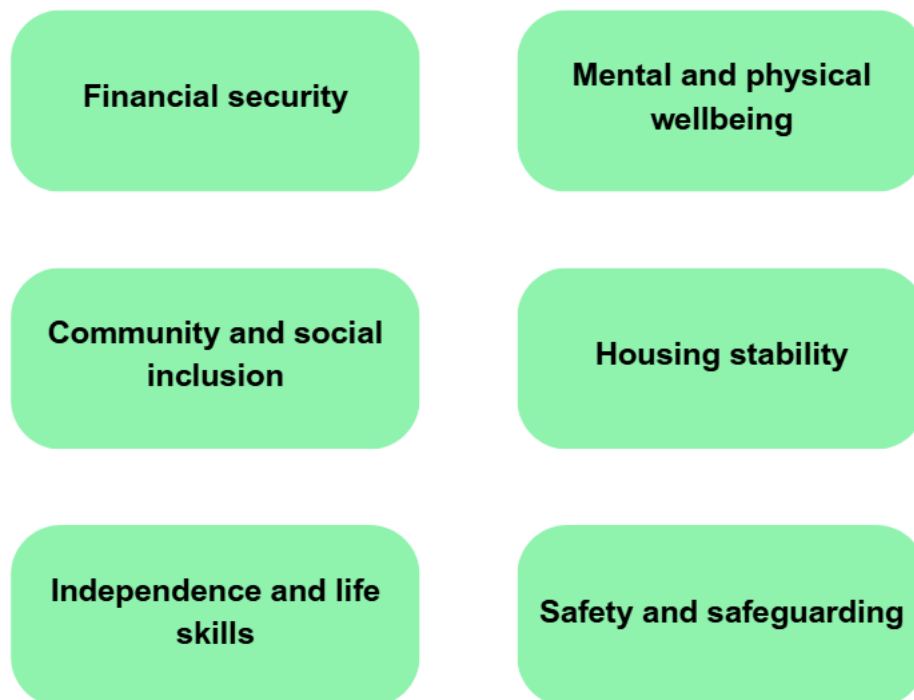 Financial security
Mental and physical
wellbeing
Community and social
inclusion
Housing stability
Independence and life
skills
Safety and safeguarding